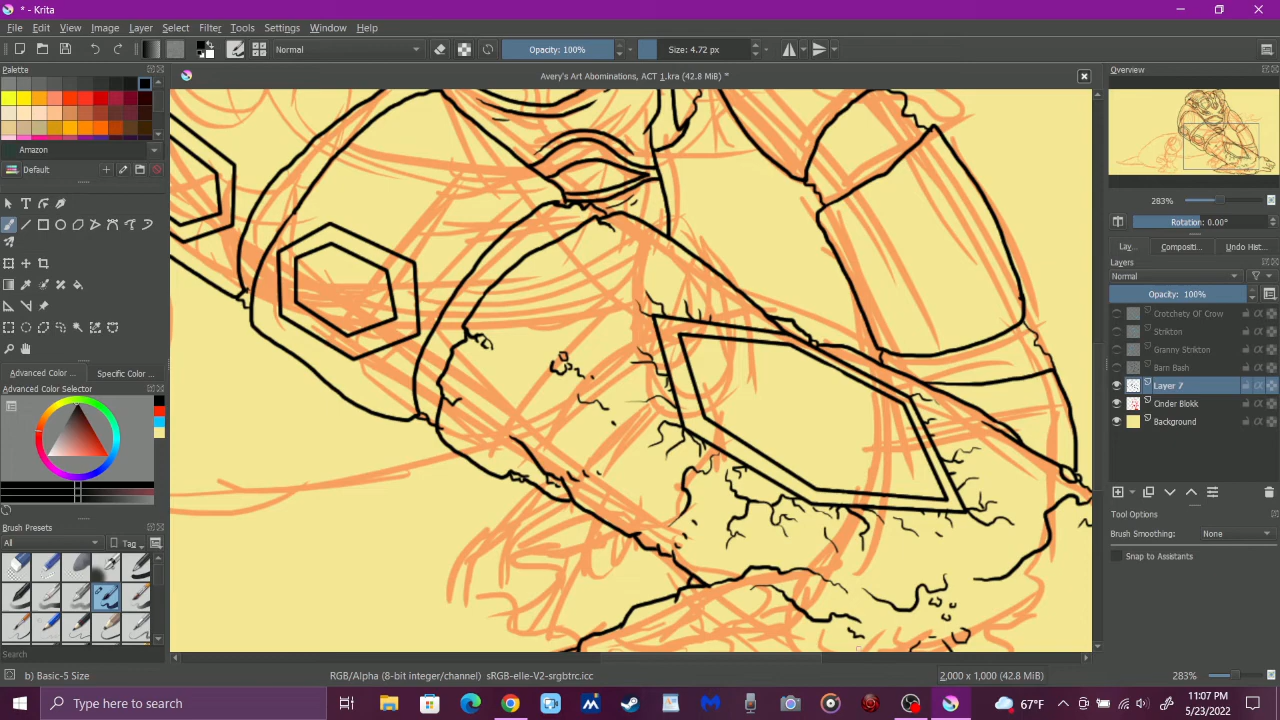 * - Krita
File Edit View Image Layer Select Filter Tools Settings Window Help
Normal Opacity: 100% Size: 4.72 px
Avery's Art Abominations, ACT 1.kra (42.8 MiB) *
Palette
Overview
Amazon
Default
283%
Rotation: 0.00°
Lay... Compositi... Undo Hist...
Layers
Normal
Opacity: 100%
Crotchety Ol' Crow
Strikton
Granny Strikton
Barn Bash
Layer 7
Onder Blokk
Background
Advanced Color ... Specific Color ...
Advanced Color Selector
Tool Options
Brush Smoothing: None
Snap to Assistants
Brush Presets
All Tag
Search
b) Basic-5 Size
RGB/Alpha (8-bit integer/channel) sRGB-elle-V2-srgbtrc.icc
2,000 x 1,000 (42.8 MiB)
283%
Type here to search
67°F
11:07 PM
5/23/2022